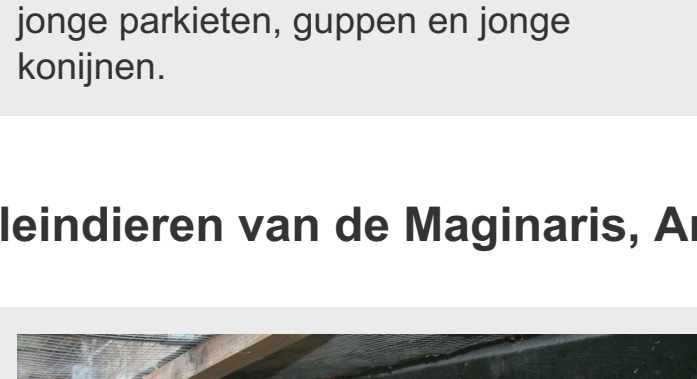 jonge parkieten, guppen en jonge
konijnen.
leindieren van de Maginaris,